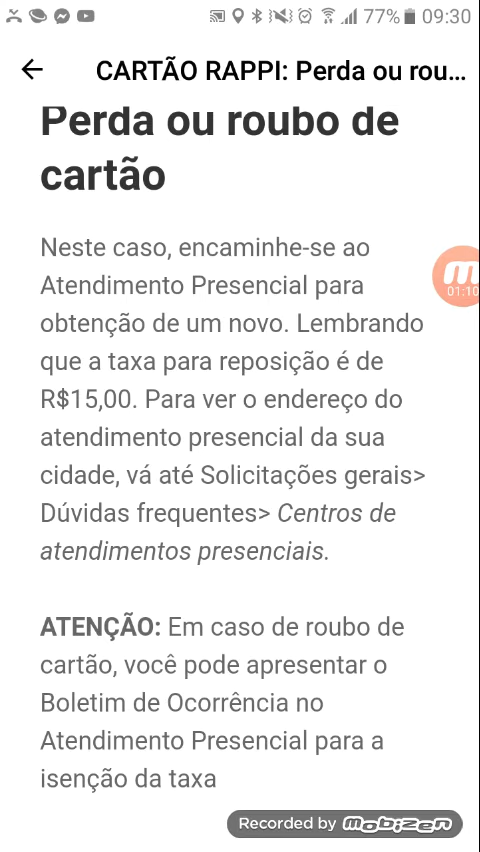 77% 09:30
CARTÃO RAPPI: Perda ou rou...
Perda ou roubo de
cartão
Neste caso, encaminhe-se ao
Atendimento Presencial para
obtenção de um novo. Lembrando
que a taxa para reposição é de
R$15,00. Para ver o endereço do
atendimento presencial da sua
cidade, vá até Solicitações gerais>
Dúvidas frequentes> Centros de
atendimentos presenciais.
01:10
ATENÇÃO: Em caso de roubo de
cartão, você pode apresentar o
Boletim de Ocorrência no
Atendimento Presencial para a
isenção da taxa
Recorded by Mobizen